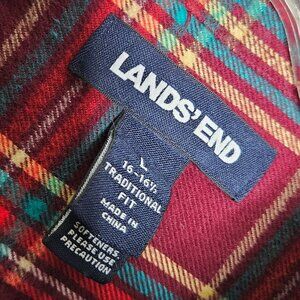 LANDS' END
L
16-16½
TRADITIONAL
FIT
MADE IN
CHINA
SOFTENERS.
PLEASE USE
PRECAUTION